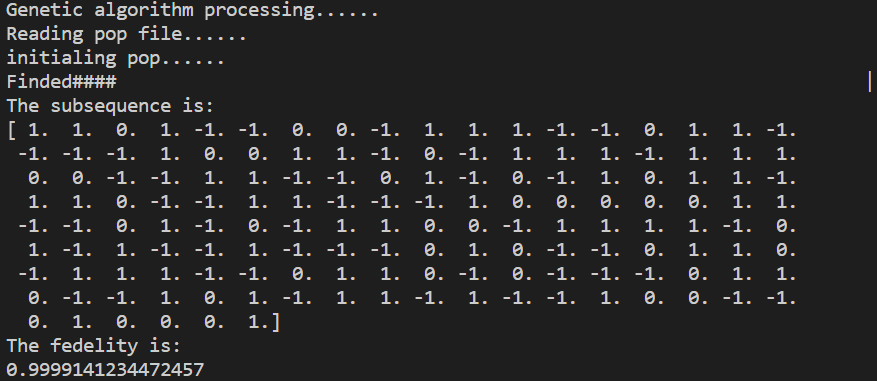 Genetic algorithm processing......
Reading pop file......
initialing pop......
Finded####
The subsequence is:
[ 1.  1.  0.  1. -1. -1.  0.  0. -1.  1.  1.  1. -1. -1.  0.  1.  1. -1.
 -1. -1. -1.  1.  0.  0.  1.  1. -1.  0. -1.  1.  1.  1. -1.  1.  1.  1.
  0.  0. -1. -1.  1.  1. -1. -1.  0.  1. -1.  0. -1.  1.  0.  1.  1. -1.
  1.  1.  0. -1. -1.  1.  1. -1. -1. -1.  1.  0.  0.  0.  0.  0.  1.  1.
 -1. -1.  0.  1. -1.  0. -1.  1.  1.  0.  0. -1.  1.  1.  1.  1. -1.  0.
  1. -1.  1. -1. -1.  1. -1. -1.  0.  1.  0. -1. -1.  0.  1.  1.  0.
 -1.  1.  1.  1. -1. -1.  0.  1.  1.  0. -1.  0. -1. -1. -1.  0.  1.  1.
  0. -1. -1.  1.  0.  1. -1.  1.  1. -1.  1. -1. -1.  1.  0.  0. -1. -1.
  0.  1.  0.  0.  0.  1.]
The fedelity is:
0.9999141234472457